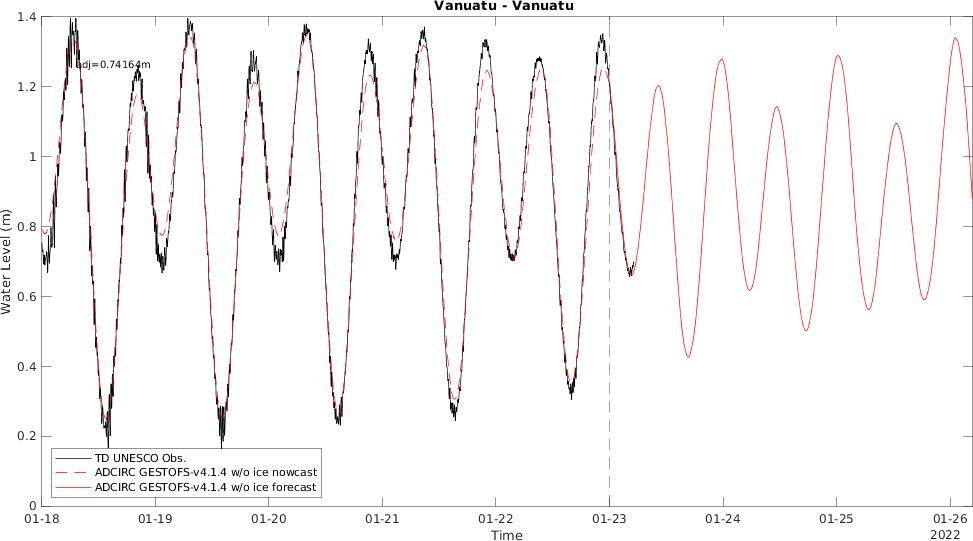 Vanuatu - Vanuatu
1.4
1.2
1
0.8
0.6
0.4
0.2
0
Water Level (m)
adj=0.74164m
TD UNESCO Obs.
ADCIRC GESTOFS-v4.1.4 w/o ice nowcast
ADCIRC GESTOFS-v4.1.4 w/o ice forecast
01-18 01-19 01-20 01-21 01-22 01-23 01-24 01-25 01-26
2022
Time